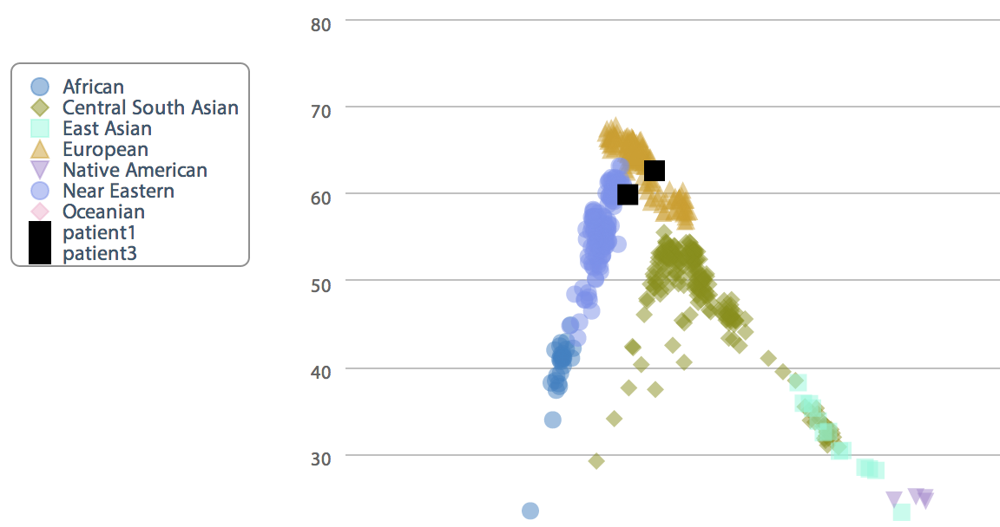 80
70
60
50
40
30
African
Central South Asian
East Asian
European
Native American
Near Eastern
Oceanian
patient1
patient3